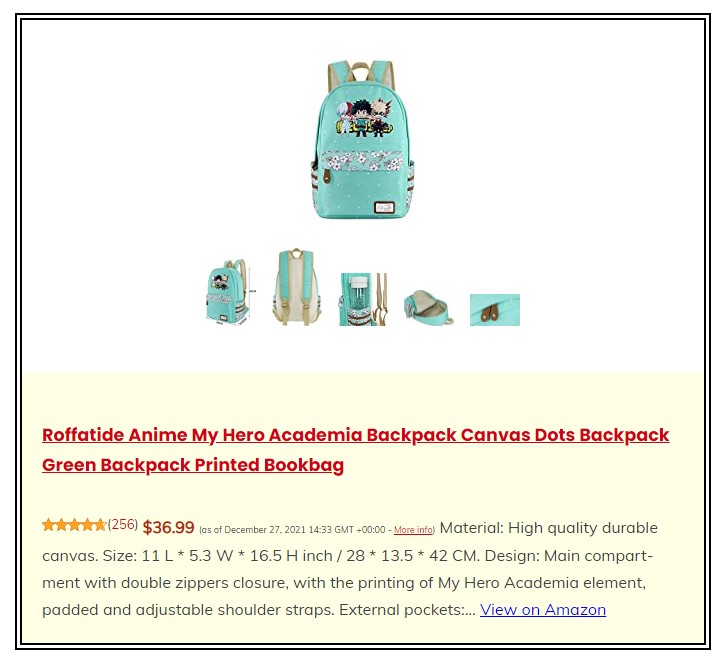 Roffatide Anime My Hero Academia Backpack Canvas Dots Backpack
Green Backpack Printed Bookbag
(256) $36.99 (as of December 27, 2021 14:33 GMT +00:00 - More info) Material: High quality durable
canvas. Size: 11 L * 5.3 W * 16.5 H inch / 28 * 13.5 * 42 CM. Design: Main compart-
ment with double zippers closure, with the printing of My Hero Academia element,
padded and adjustable shoulder straps. External pockets:... View on Amazon